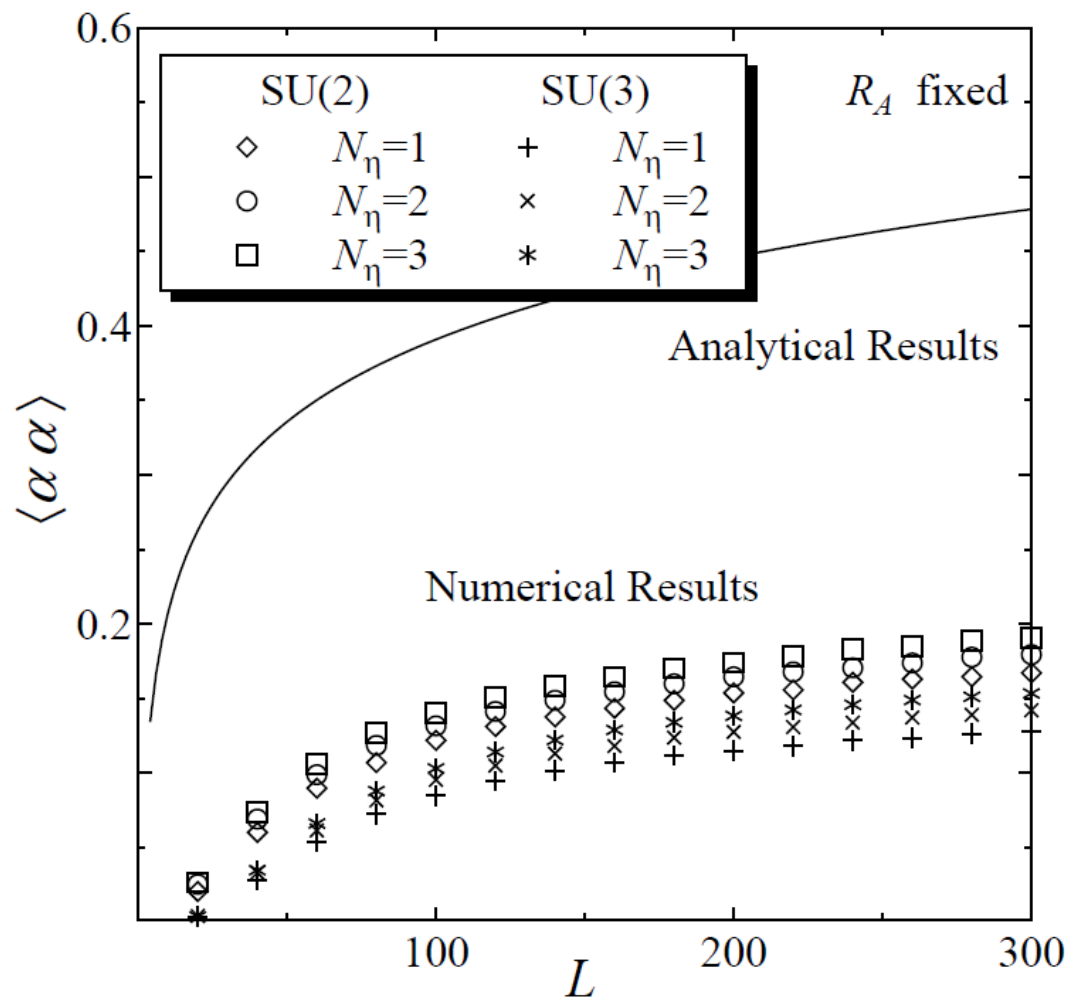 0.6
SU(2) SU(3) R_A fixed
◇ N_η=1 + N_η=1
○ N_η=2 × N_η=2
□ N_η=3 * N_η=3
0.4
Analytical Results
⟨α α⟩
Numerical Results
0.2
100 200 300
L